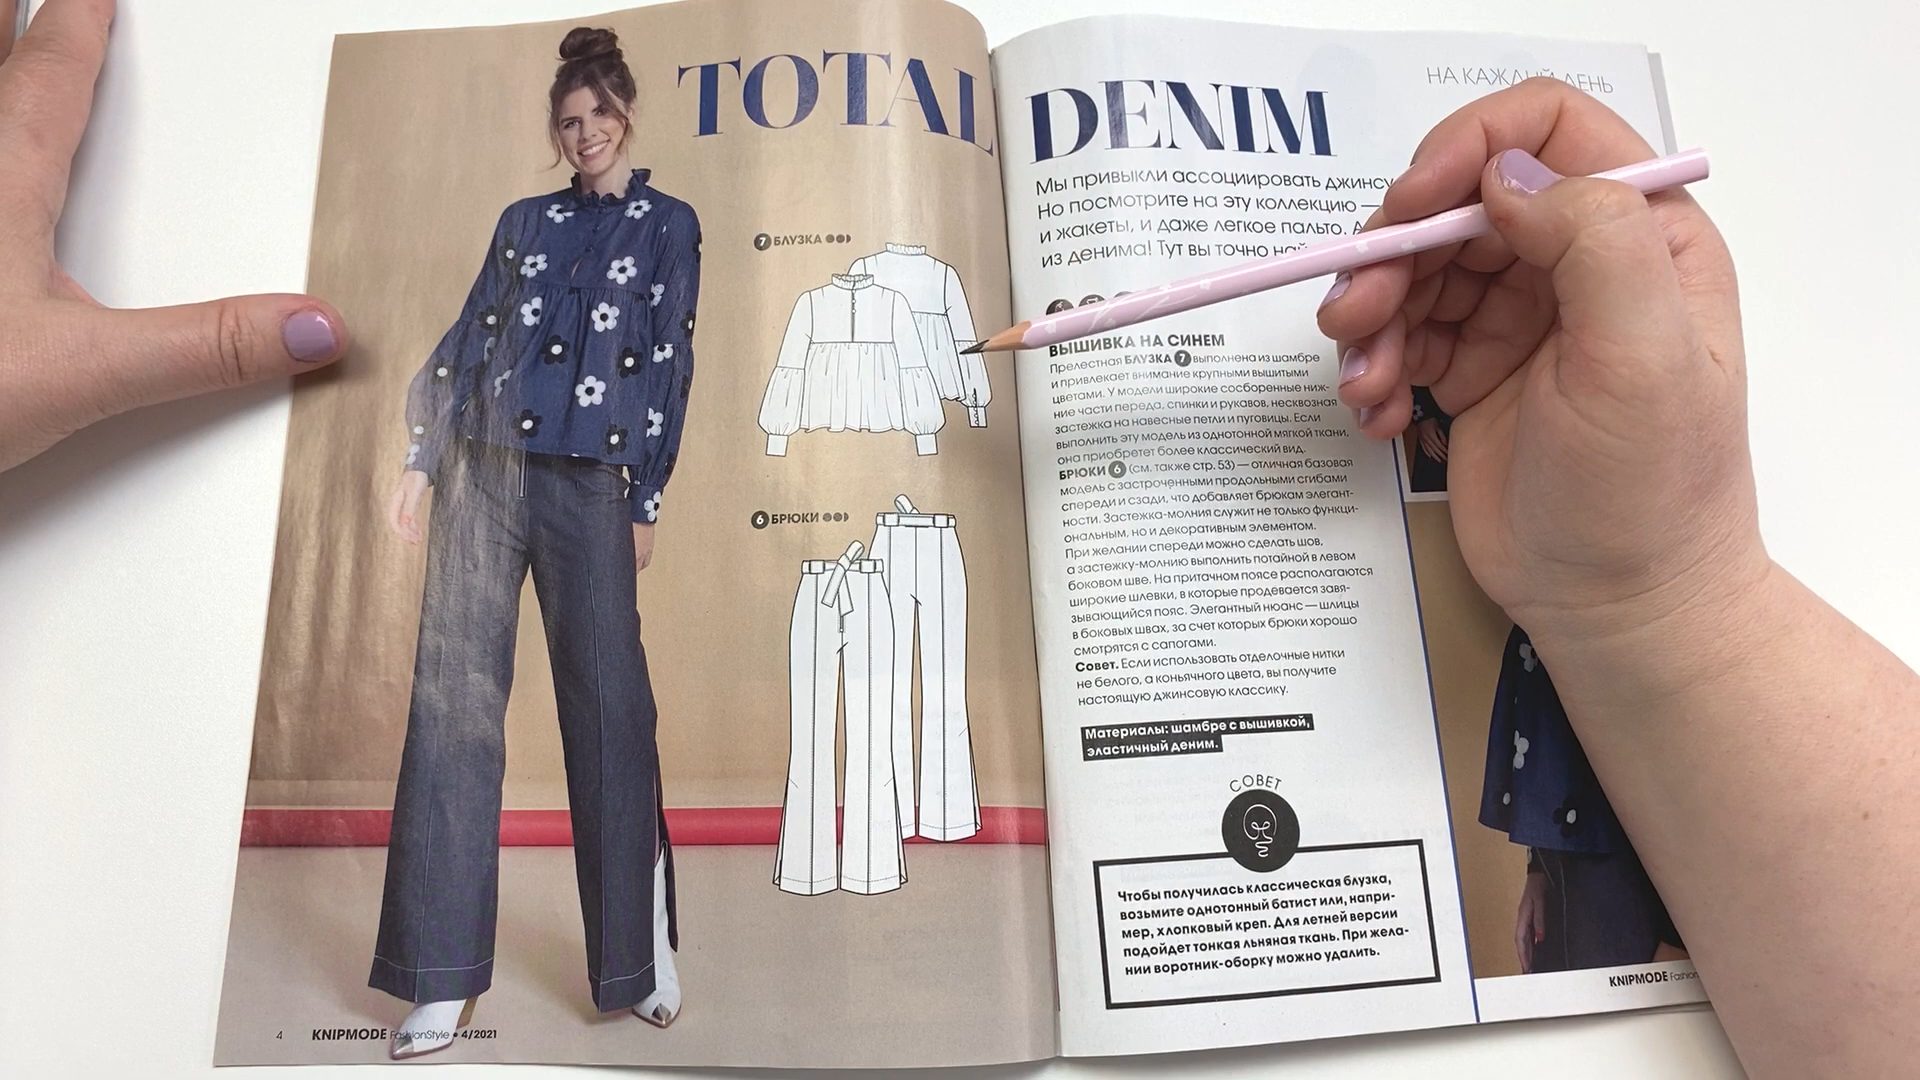 TOTAL DENIM
НА КАЖДЫЙ ДЕНЬ
Мы привыкли ассоциировать джинсу
Но посмотрите на эту коллекцию —
и жакеты, и даже легкое пальто.
из денима! Тут вы точно
7 БЛУЗКА
6 БРЮКИ
ВЫШИВКА НА СИНЕМ
Прелестная БЛУЗКА 7 выполнена из шамбре
и привлекает внимание крупными вышитыми
цветами. У модели широкие сосборенные ниж-
ние части переда, спинки и рукавов, несквозная
застежка на навесные петли и пуговицы. Если
выполнить эту модель из однотонной мягкой ткани,
она приобретет более классический вид.
БРЮКИ 6 (см. также стр. 53) — отличная базовая
модель с застроченными продольными сгибами
спереди и сзади, что добавляет брюкам элегант-
ности. Застежка-молния служит не только функци-
ональным, но и декоративным элементом.
При желании спереди можно сделать шов,
а застежку-молнию выполнить потайной в левом
боковом шве. На притачном поясе располагаются
широкие шлевки, в которые продевается завя-
зывающийся пояс. Элегантный нюанс — шлицы
в боковых швах, за счет которых брюки хорошо
смотрятся с сапогами.
Совет. Если использовать отделочные нитки
не белого, а коньячного цвета, вы получите
настоящую джинсовую классику.
Материалы: шамбре с вышивкой,
эластичный деним.
СОВЕТ
Чтобы получилась классическая блузка,
возьмите однотонный батист или, напри-
мер, хлопковый креп. Для летней версии
подойдет тонкая льняная ткань. При жела-
нии воротник-оборку можно удалить.
4 KNIPMODE FashionStyle • 4/2021
KNIPMODE